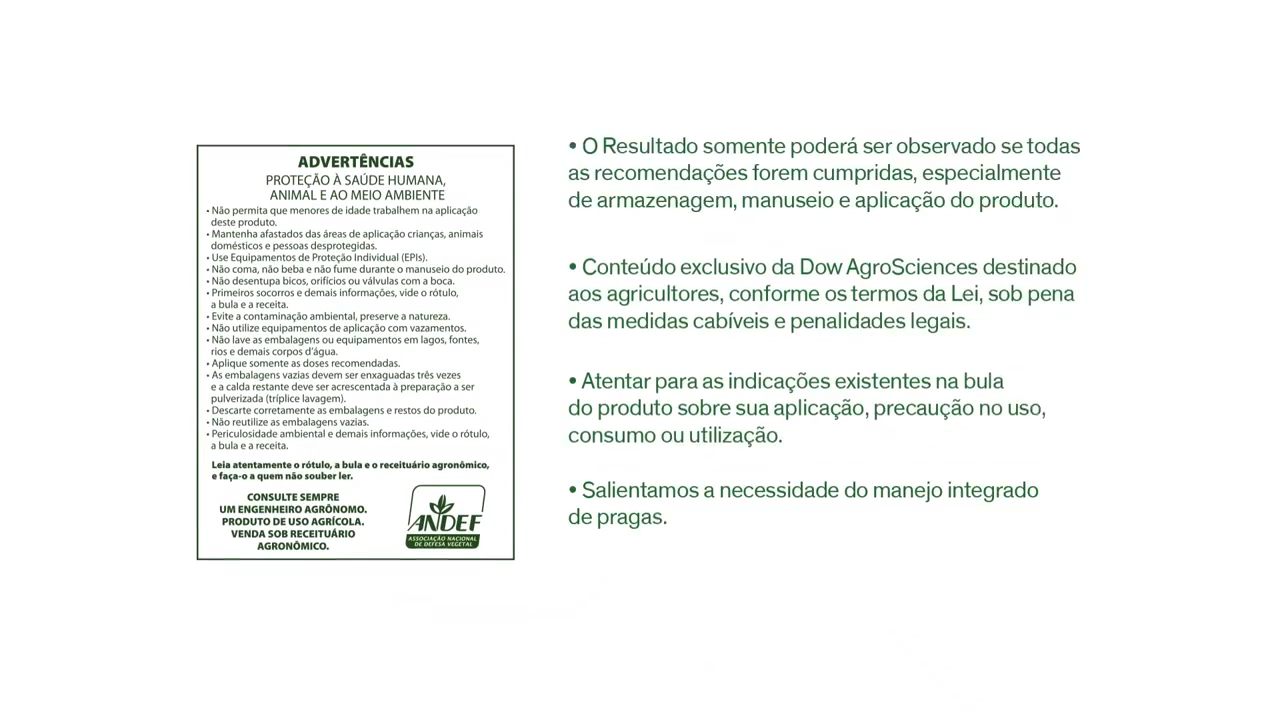 ADVERTÊNCIAS
PROTEÇÃO À SAÚDE HUMANA,
ANIMAL E AO MEIO AMBIENTE
• Não permita que menores de idade trabalhem na aplicação
deste produto.
• Mantenha afastados das áreas de aplicação crianças, animais
domésticos e pessoas desprotegidas.
• Use Equipamentos de Proteção Individual (EPIs).
• Não coma, não beba e não fume durante o manuseio do produto.
• Não desentupa bicos, orifícios ou válvulas com a boca.
• Primeiros socorros e demais informações, vide o rótulo,
a bula e a receita.
• Evite a contaminação ambiental, preserve a natureza.
• Não utilize equipamentos de aplicação com vazamentos.
• Não lave as embalagens ou equipamentos em lagos, fontes,
rios e demais corpos d'água.
• Aplique somente as doses recomendadas.
• As embalagens vazias devem ser enxaguadas três vezes
e a calda restante deve ser acrescentada à preparação a ser
pulverizada (tríplice lavagem).
• Descarte corretamente as embalagens e restos do produto.
• Não reutilize as embalagens vazias.
• Periculosidade ambiental e demais informações, vide o rótulo,
a bula e a receita.
Leia atentamente o rótulo, a bula e o receituário agronômico,
e faça-o a quem não souber ler.
CONSULTE SEMPRE
UM ENGENHEIRO AGRÔNOMO.
PRODUTO DE USO AGRÍCOLA.
VENDA SOB RECEITUÁRIO
AGRONÔMICO.
ANDEF
ASSOCIAÇÃO NACIONAL
DE DEFESA VEGETAL
• O Resultado somente poderá ser observado se todas
as recomendações forem cumpridas, especialmente
de armazenagem, manuseio e aplicação do produto.
• Conteúdo exclusivo da Dow AgroSciences destinado
aos agricultores, conforme os termos da Lei, sob pena
das medidas cabíveis e penalidades legais.
• Atentar para as indicações existentes na bula
do produto sobre sua aplicação, precaução no uso,
consumo ou utilização.
• Salientamos a necessidade do manejo integrado
de pragas.